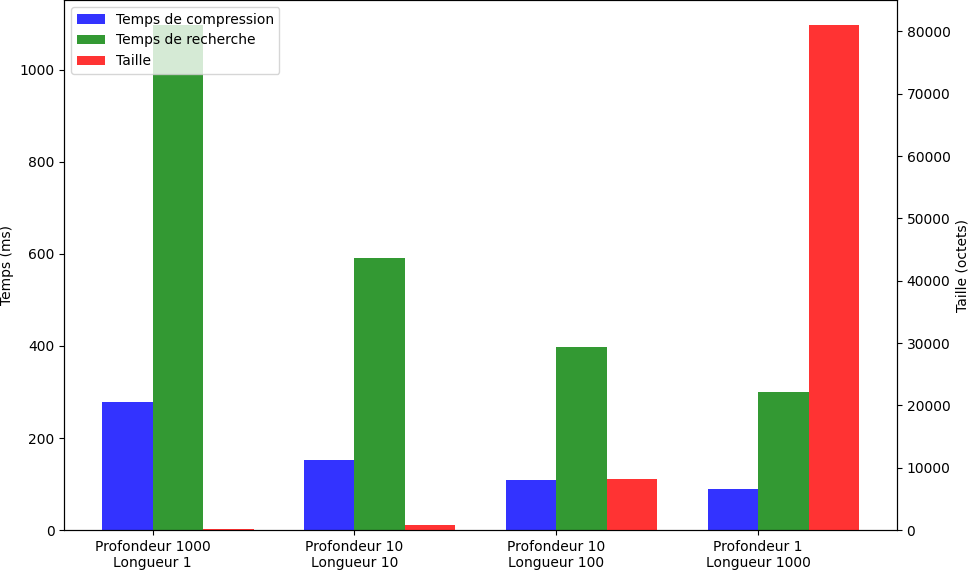 Temps de compression
Temps de recherche
Taille
Temps (ms)
1000
800
600
400
200
0
80000
70000
60000
50000
40000
30000
20000
10000
0
Taille (octets)
Profondeur 1000
Longueur 1
Profondeur 10
Longueur 10
Profondeur 10
Longueur 100
Profondeur 1
Longueur 1000